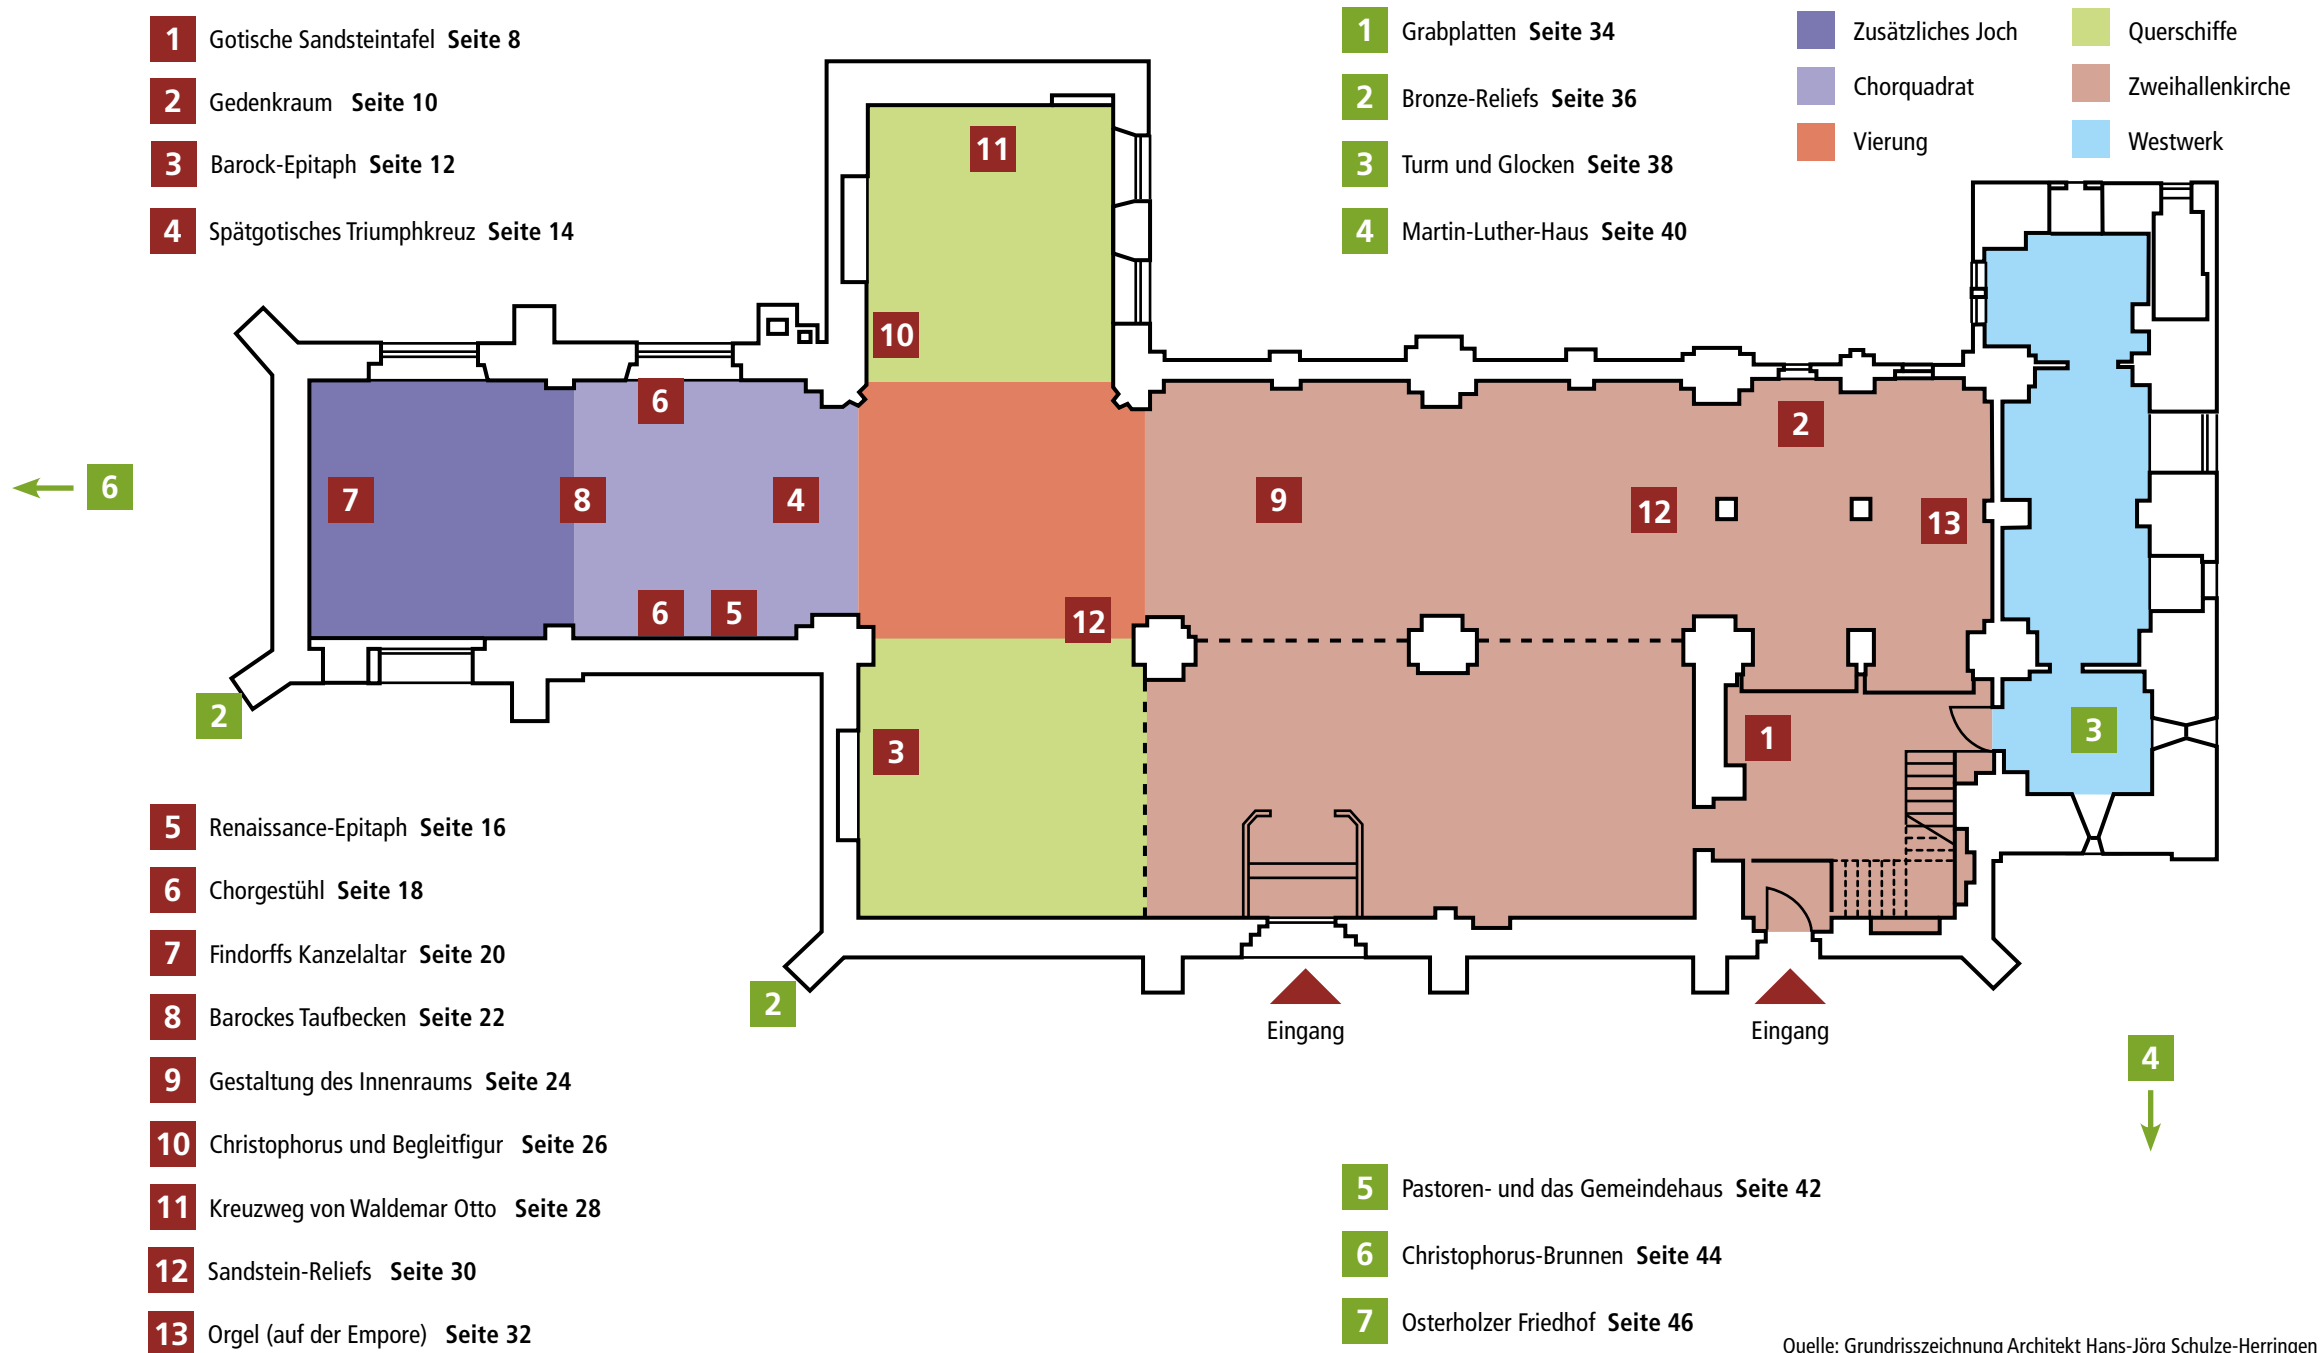 1 Gotische Sandsteintafel Seite 8
2 Gedenkraum Seite 10
3 Barock-Epitaph Seite 12
4 Spätgotisches Triumphkreuz Seite 14
1 Grabplatten Seite 34
2 Bronze-Reliefs Seite 36
3 Turm und Glocken Seite 38
4 Martin-Luther-Haus Seite 40
Zusätzliches Joch
Chorquadrat
Vierung
Querschiffe
Zweihallenkirche
Westwerk
11
10
6
2
6
7
8
4
9
12
13
6
5
12
2
3
1
3
2
Eingang
Eingang
4
5 Renaissance-Epitaph Seite 16
6 Chorgestühl Seite 18
7 Findorffs Kanzelaltar Seite 20
8 Barockes Taufbecken Seite 22
9 Gestaltung des Innenraums Seite 24
10 Christophorus und Begleitfigur Seite 26
11 Kreuzweg von Waldemar Otto Seite 28
12 Sandstein-Reliefs Seite 30
13 Orgel (auf der Empore) Seite 32
5 Pastoren- und das Gemeindehaus Seite 42
6 Christophorus-Brunnen Seite 44
7 Osterholzer Friedhof Seite 46
Quelle: Grundrisszeichnung Architekt Hans-Jörg Schulze-Herringen